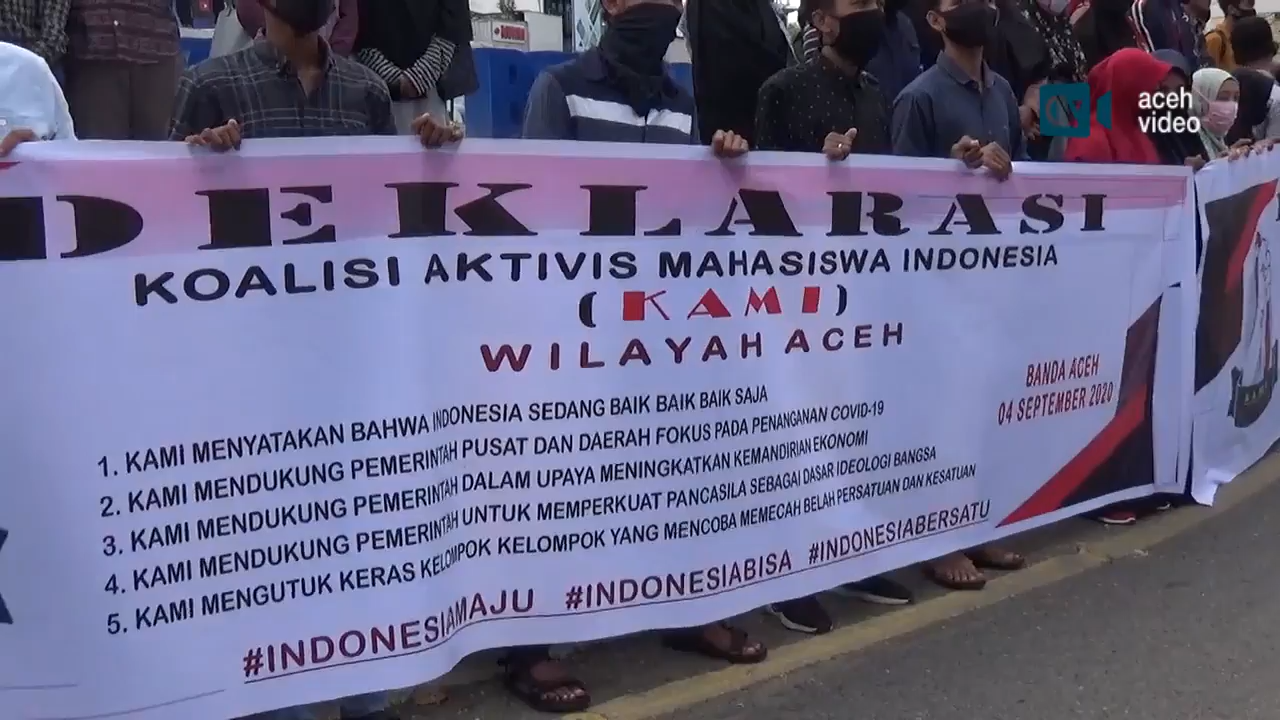 aceh
video
DEKLARASI
KOALISI AKTIVIS MAHASISWA INDONESIA
(KAMI)
WILAYAH ACEH
BANDA ACEH
04 SEPTEMBER 2020
1. KAMI MENYATAKAN BAHWA INDONESIA SEDANG BAIK BAIK BAIK SAJA
2. KAMI MENDUKUNG PEMERINTAH PUSAT DAN DAERAH FOKUS PADA PENANGANAN COVID-19
3. KAMI MENDUKUNG PEMERINTAH DALAM UPAYA MENINGKATKAN KEMANDIRIAN EKONOMI
4. KAMI MENDUKUNG PEMERINTAH UNTUK MEMPERKUAT PANCASILA SEBAGAI DASAR IDEOLOGI BANGSA
5. KAMI MENGUTUK KERAS KELOMPOK KELOMPOK YANG MENCOBA MEMECAH BELAH PERSATUAN DAN KESATUAN
#INDONESIAMAJU #INDONESIABISA #INDONESIABERSATU